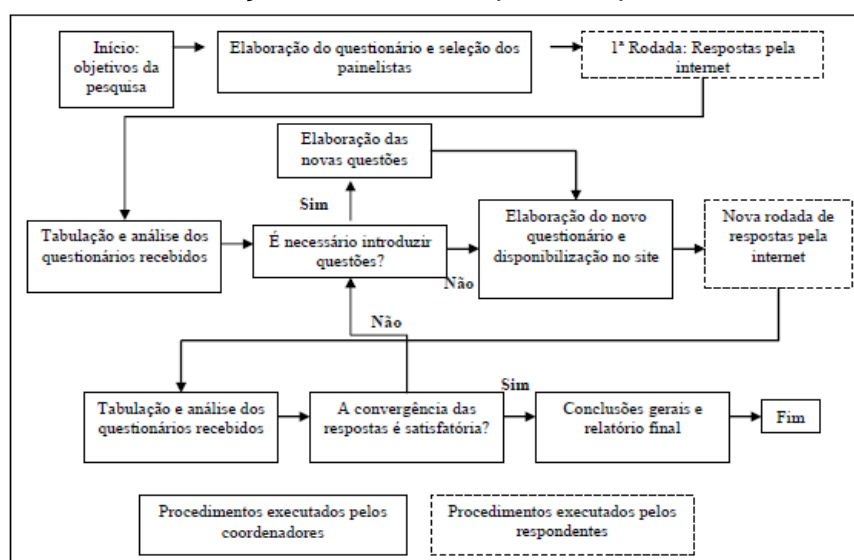 Início:
objetivos da
pesquisa
Elaboração do questionário e seleção dos
painelistas
1ª Rodada: Respostas pela
internet
Elaboração das
novas questões
Sim
Tabulação e análise dos
questionários recebidos
É necessário introduzir
questões?
Não
Elaboração do novo
questionário e
disponibilização no site
Nova rodada de
respostas pela
internet
Não
Tabulação e análise dos
questionários recebidos
A convergência das
respostas é satisfatória?
Sim
Conclusões gerais e
relatório final
Fim
Procedimentos executados pelos
coordenadores
Procedimentos executados pelos
respondentes